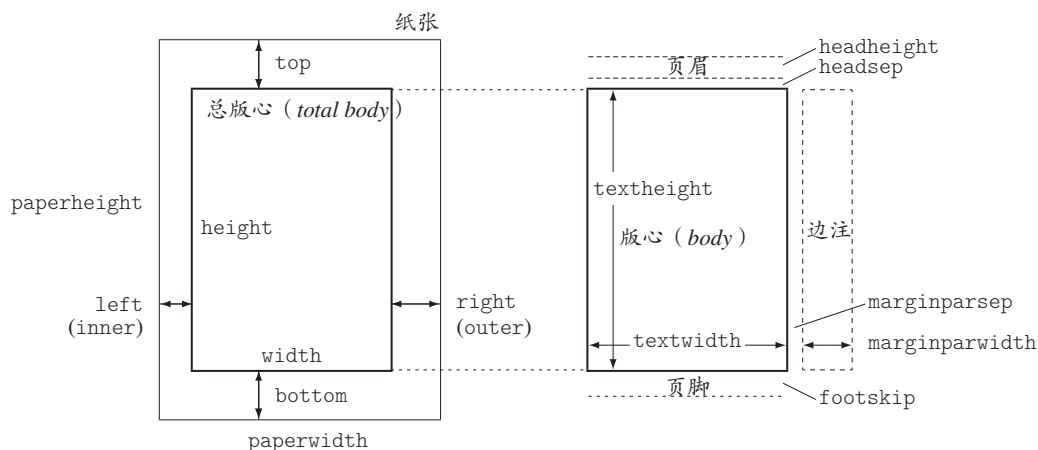 纸张
top
总版心（total body）
paperheight
height
left
(inner)
right
(outer)
width
bottom
paperwidth
页眉
headheight
headsep
textheight
版心（body）
边注
marginparsep
textwidth
marginparwidth
页脚
footskip